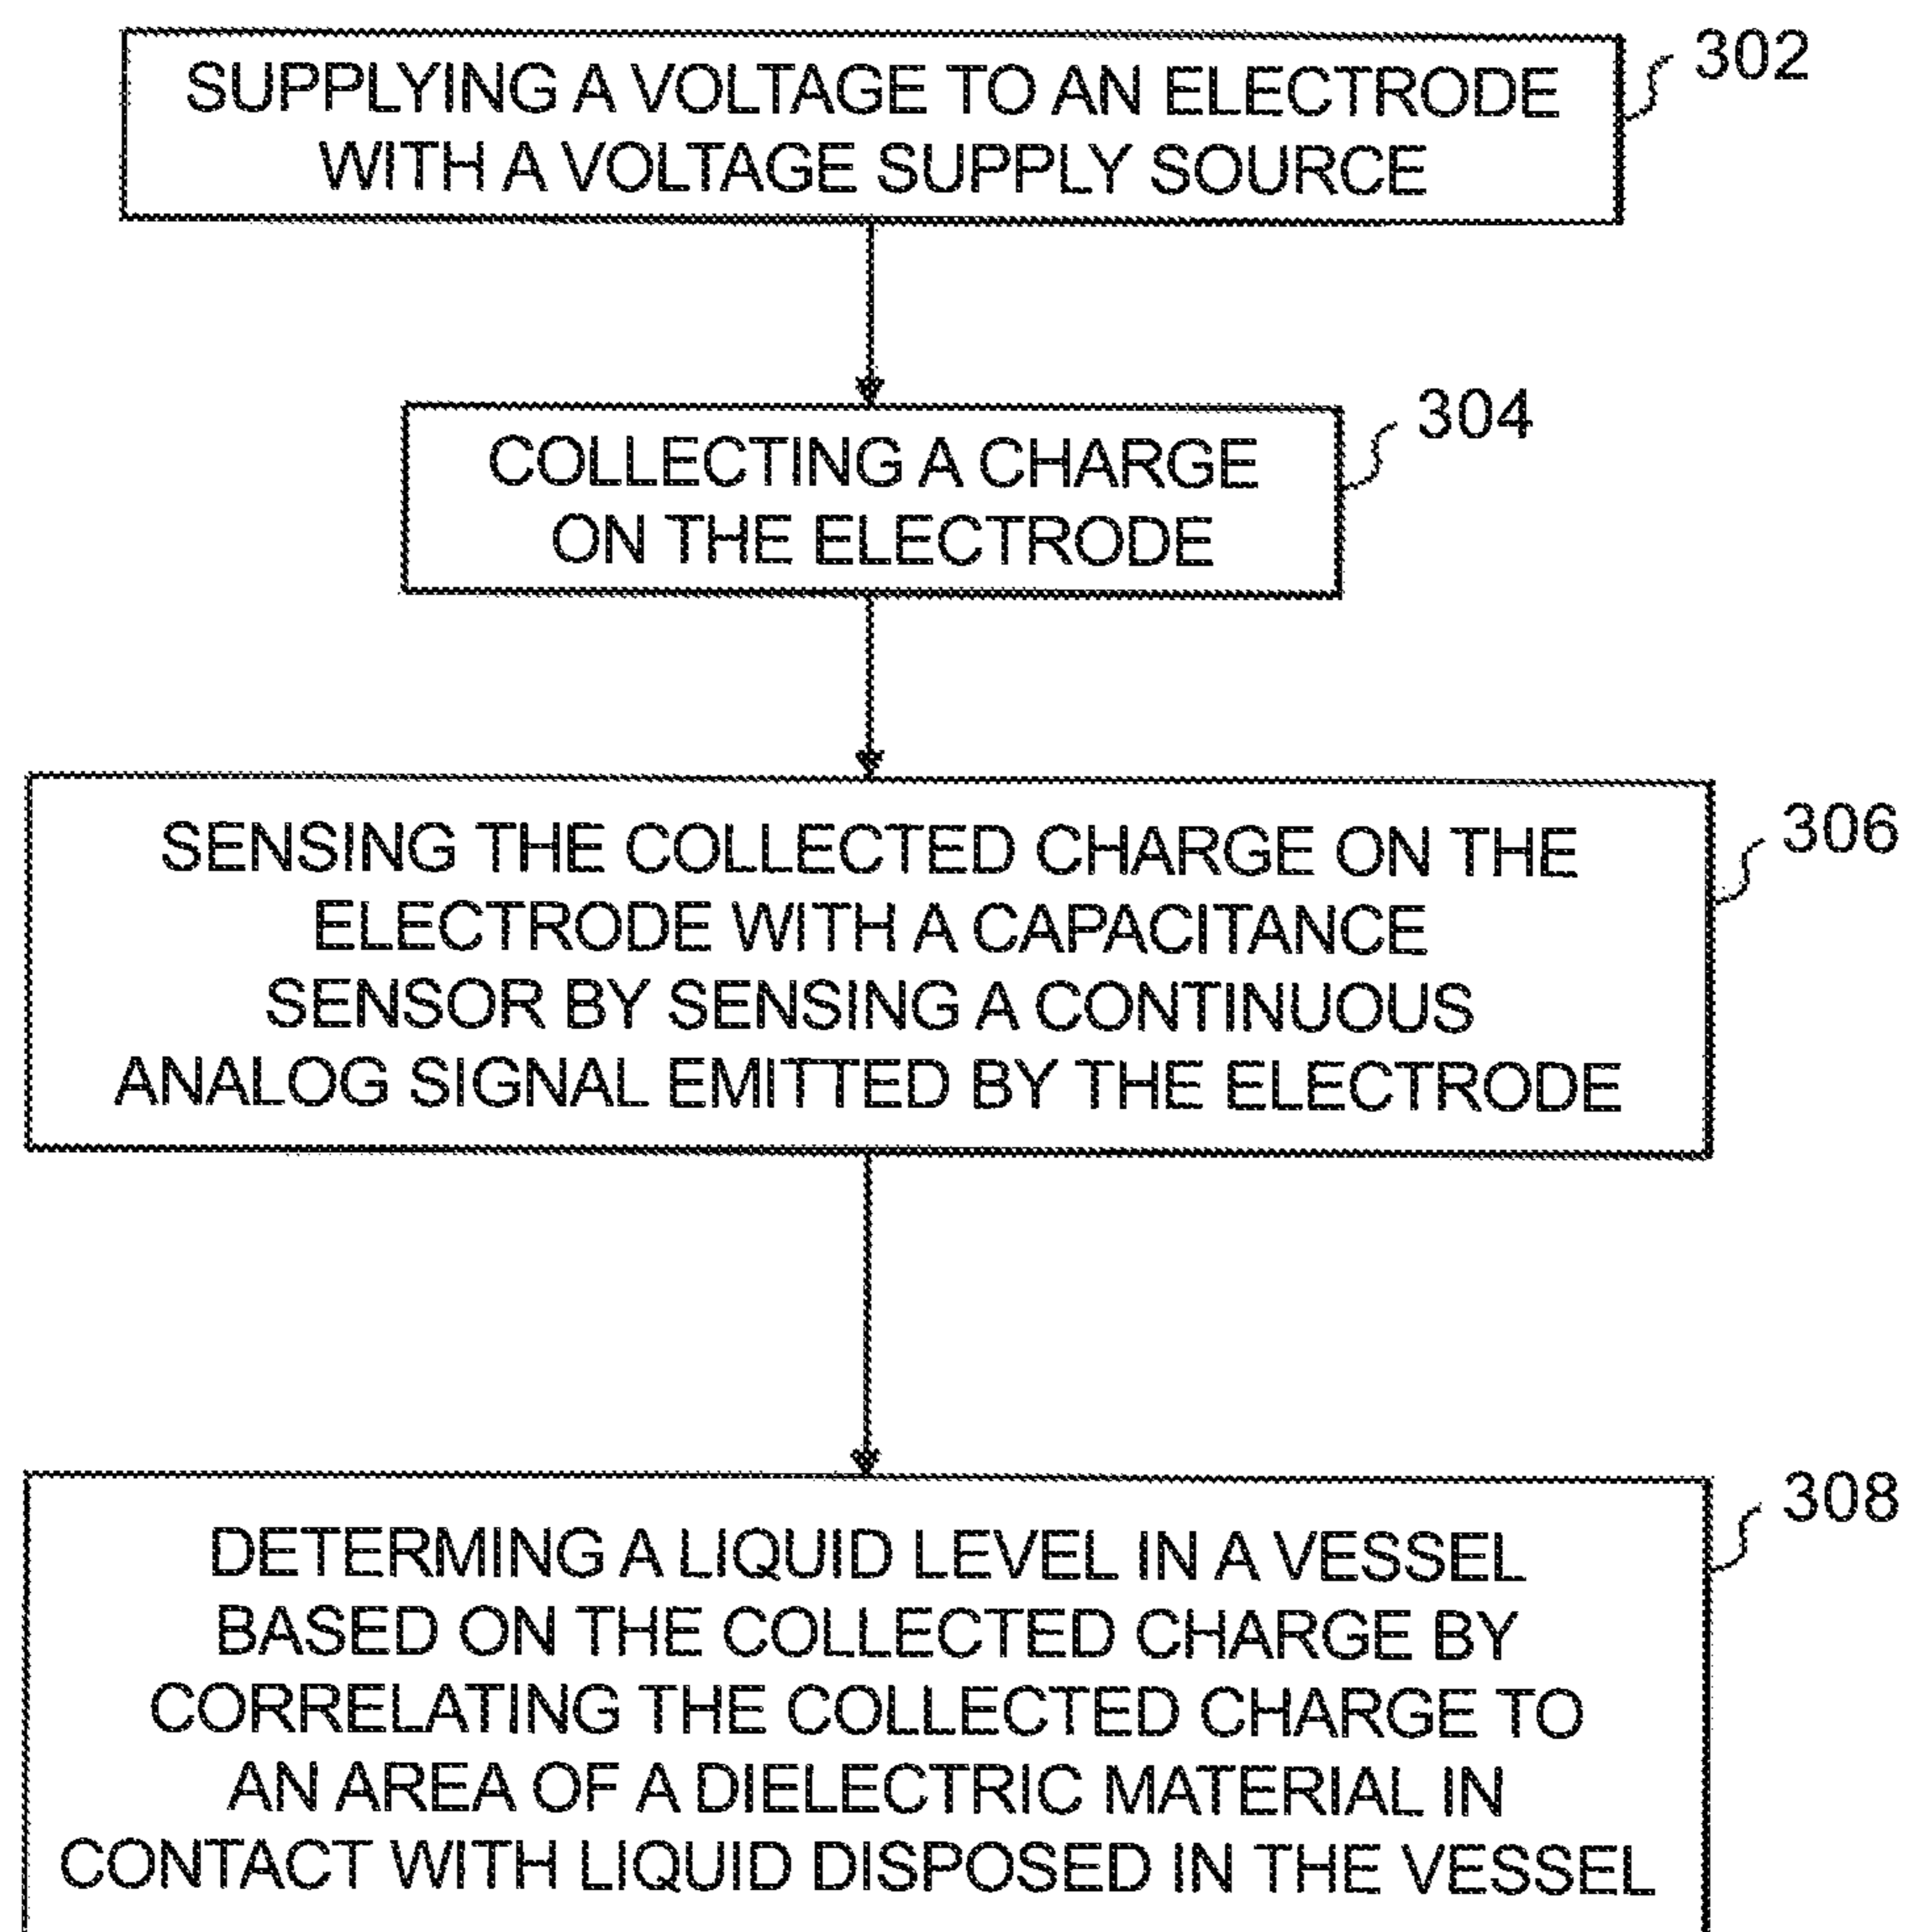 SUPPLYING A VOLTAGE TO AN ELECTRODE
WITH A VOLTAGE SUPPLY SOURCE
302
COLLECTING A CHARGE
ON THE ELECTRODE
304
SENSING THE COLLECTED CHARGE ON THE
ELECTRODE WITH A CAPACITANCE
SENSOR BY SENSING A CONTINUOUS
ANALOG SIGNAL EMITTED BY THE ELECTRODE
306
DETERMING A LIQUID LEVEL IN A VESSEL
BASED ON THE COLLECTED CHARGE BY
CORRELATING THE COLLECTED CHARGE TO
AN AREA OF A DIELECTRIC MATERIAL IN
CONTACT WITH LIQUID DISPOSED IN THE VESSEL
308